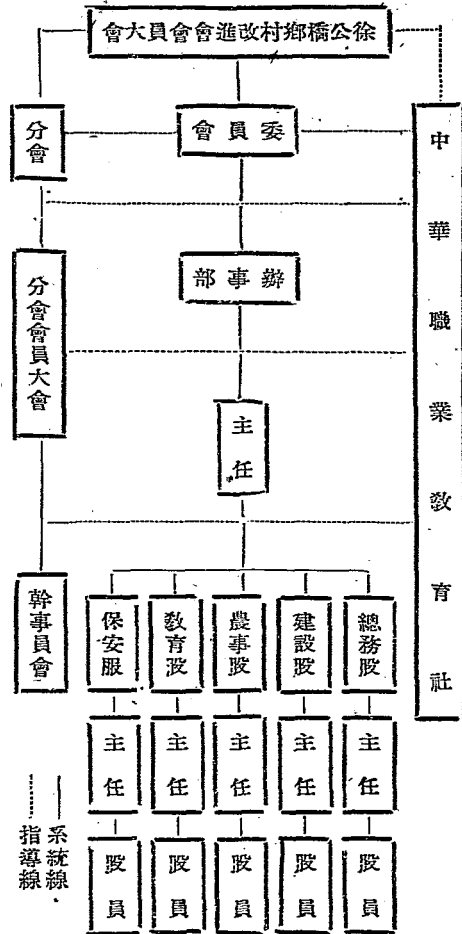 徐公橋鄉村改進會會員大會
中華職業敎育社
委員會
分會
辦事部
分會會員大會
主任
幹事員會
總務股
建設股
農事股
敎育股
保安服
主任
主任
主任
主任
主任
股員
股員
股員
股員
股員
系統線
指導線